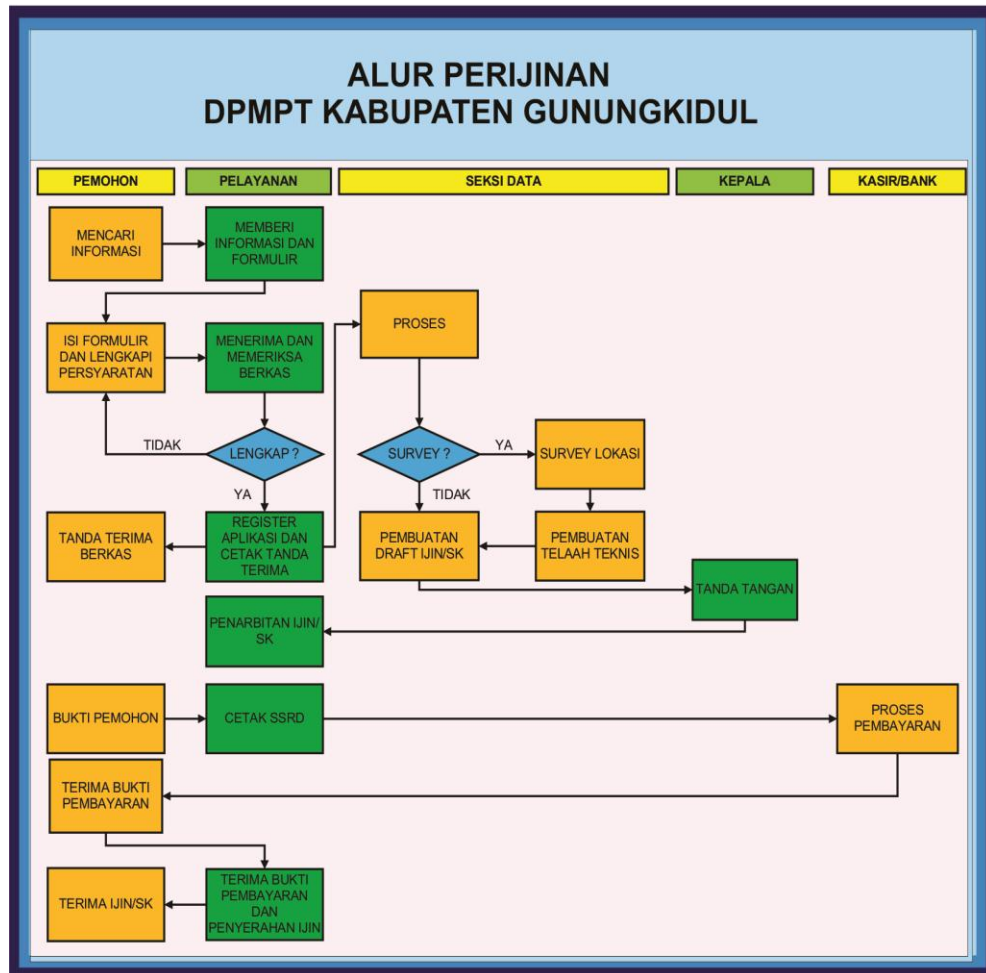 ALUR PERIJINAN
DPMPT KABUPATEN GUNUNGKIDUL
PEMOHON
PELAYANAN
SEKSI DATA
KEPALA
KASIR/BANK
MENCARI
INFORMASI
MEMBERI
INFORMASI DAN
FORMULIR
ISI FORMULIR
DAN LENGKAPI
PERSYARATAN
MENERIMA DAN
MEMERIKSA
BERKAS
PROSES
TIDAK
LENGKAP ?
YA
SURVEY ?
YA
SURVEY LOKASI
TIDAK
TANDA TERIMA
BERKAS
REGISTER
APLIKASI DAN
CETAK TANDA
TERIMA
PEMBUATAN
DRAFT IJIN/SK
PEMBUATAN
TELAAH TEKNIS
TANDA TANGAN
PENARBITAN IJIN/
SK
BUKTI PEMOHON
CETAK SSRD
PROSES
PEMBAYARAN
TERIMA BUKTI
PEMBAYARAN
TERIMA IJIN/SK
TERIMA BUKTI
PEMBAYARAN
DAN
PENYERAHAN IJIN